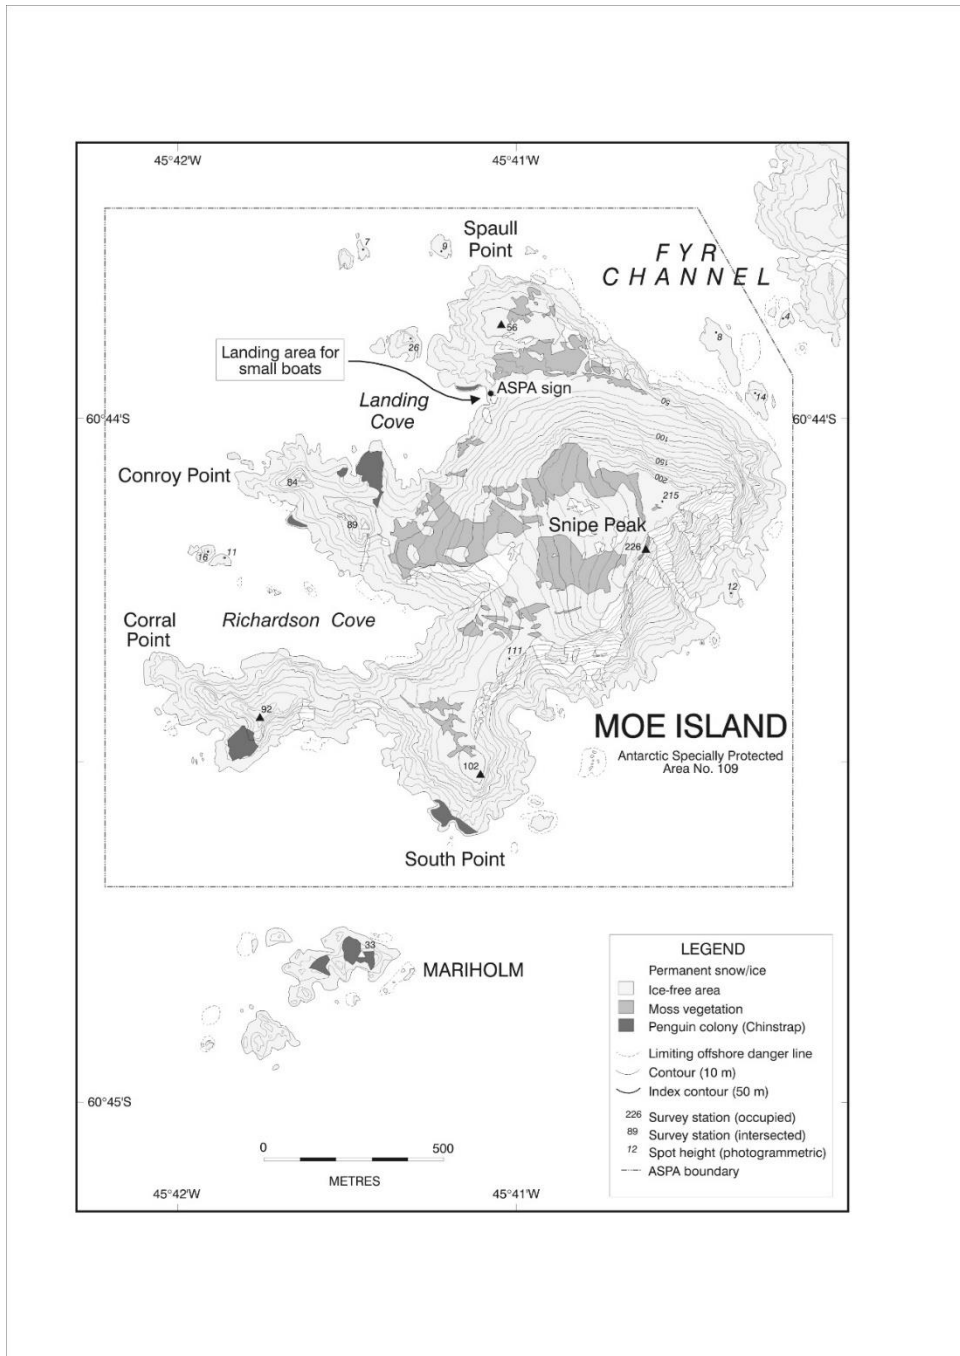 45°42'W
45°41'W
Spaull
Point
7
9
FYR
CHANNEL
4
8
56
26
Landing area for
small boats
ASPA sign
14
Landing
Cove
50
60°44'S
60°44'S
100
150
200
Conroy Point
84
215
89
Snipe Peak
226
16
11
12
Corral
Point
Richardson Cove
111
92
MOE ISLAND
Antarctic Specially Protected
Area No. 109
102
South Point
33
MARIHOLM
LEGEND
Permanent snow/ice
Ice-free area
Moss vegetation
Penguin colony (Chinstrap)
Limiting offshore danger line
Contour (10 m)
Index contour (50 m)
226 Survey station (occupied)
89 Survey station (intersected)
12 Spot height (photogrammetric)
ASPA boundary
60°45'S
0
500
METRES
45°42'W
45°41'W